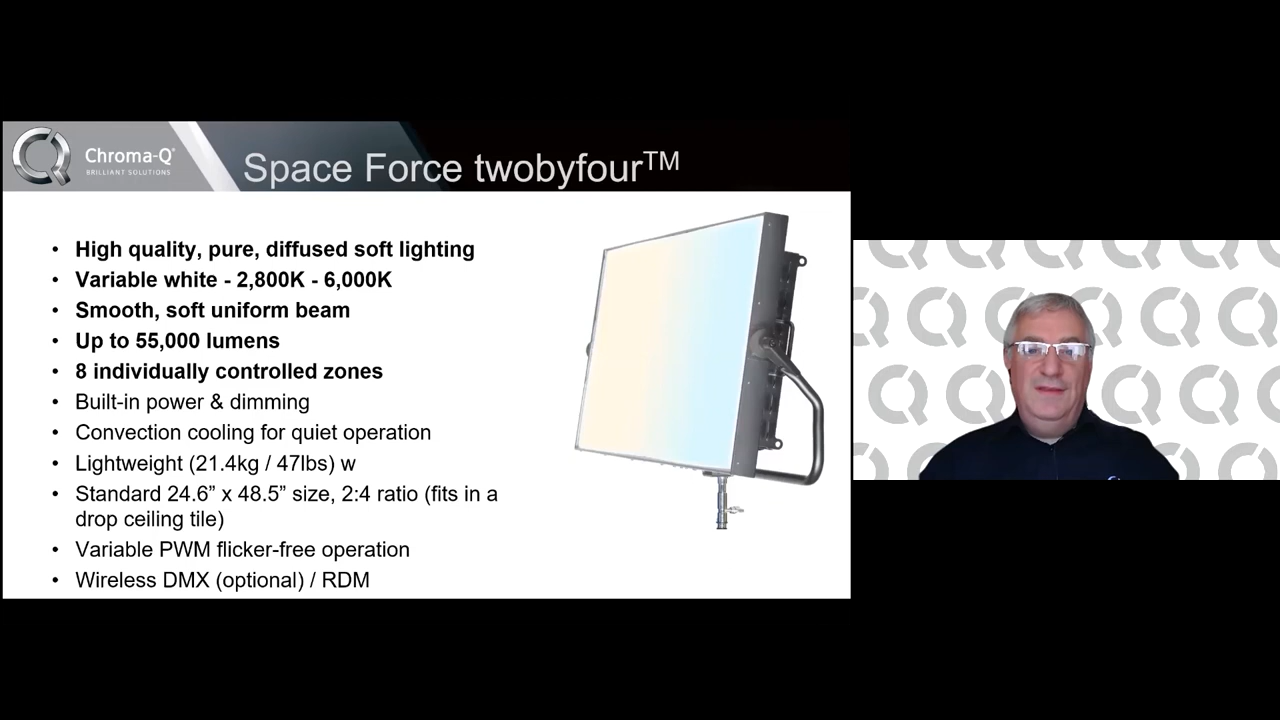 Chroma-Q®
BRILLIANT SOLUTIONS
Space Force twobyfour™
• High quality, pure, diffused soft lighting
• Variable white - 2,800K - 6,000K
• Smooth, soft uniform beam
• Up to 55,000 lumens
• 8 individually controlled zones
• Built-in power & dimming
• Convection cooling for quiet operation
• Lightweight (21.4kg / 47lbs) w
• Standard 24.6” x 48.5” size, 2:4 ratio (fits in a
drop ceiling tile)
• Variable PWM flicker-free operation
• Wireless DMX (optional) / RDM